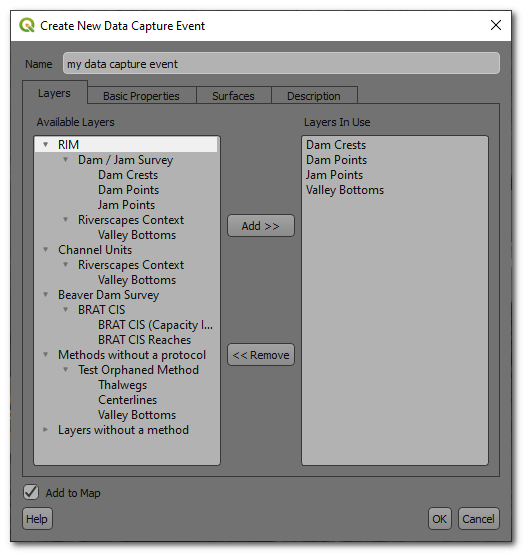 Create New Data Capture Event
Name my data capture event
Layers Basic Properties Surfaces Description
Available Layers
RIM
Dam / Jam Survey
Dam Crests
Dam Points
Jam Points
Riverscapes Context
Valley Bottoms
Channel Units
Riverscapes Context
Valley Bottoms
Beaver Dam Survey
BRAT CIS
BRAT CIS (Capacity I...
BRAT CIS Reaches
Methods without a protocol
Test Orphaned Method
Thalwegs
Centerlines
Valley Bottoms
Layers without a method
Add >>
<< Remove
Layers In Use
Dam Crests
Dam Points
Jam Points
Valley Bottoms
Add to Map
Help OK Cancel